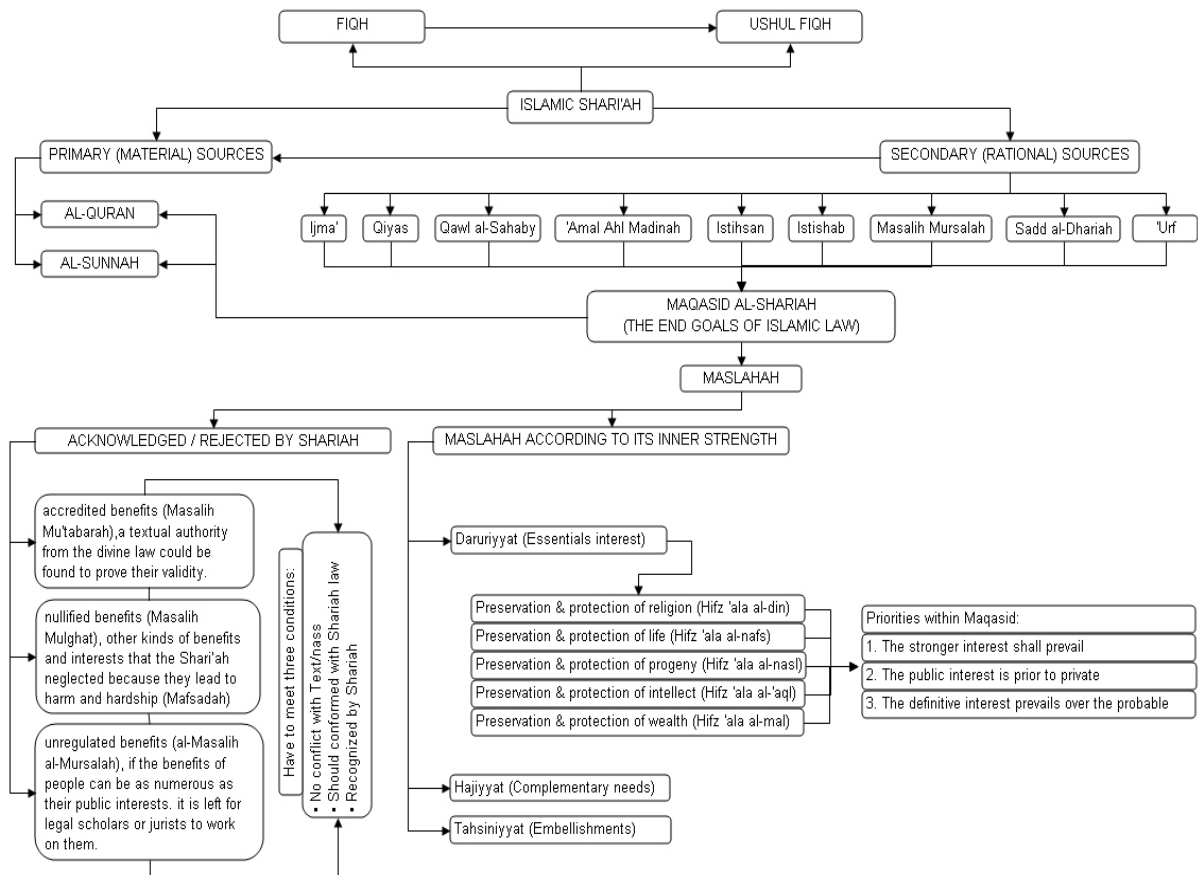 FIQH
USHUL FIQH
ISLAMIC SHARI'AH
PRIMARY (MATERIAL) SOURCES
SECONDARY (RATIONAL) SOURCES
AL-QURAN
AL-SUNNAH
Ijma'
Qiyas
Qawl al-Sahaby
'Amal Ahl Madinah
Istihsan
Istishab
Masalih Mursalah
Sadd al-Dhariah
'Urf
MAQASID AL-SHARIAH
(THE END GOALS OF ISLAMIC LAW)
MASLAHAH
ACKNOWLEDGED / REJECTED BY SHARIAH
MASLAHAH ACCORDING TO ITS INNER STRENGTH
accredited benefits (Masalih
Mu'tabarah),a textual authority
from the divine law could be
found to prove their validity.
nullified benefits (Masalih
Mulghat), other kinds of benefits
and interests that the Shari'ah
neglected because they lead to
harm and hardship (Mafsadah)
unregulated benefits (al-Masalih
al-Mursalah), if the benefits of
people can be as numerous as
their public interests. it is left for
legal scholars or jurists to work
on them.
Have to meet three conditions:
▪ No conflict with Text/nass
▪ Should conformed with Shariah law
▪ Recognized by Shariah
Daruriyyat (Essentials interest)
Preservation & protection of religion (Hifz 'ala al-din)
Preservation & protection of life (Hifz 'ala al-nafs)
Preservation & protection of progeny (Hifz 'ala al-nasl)
Preservation & protection of intellect (Hifz 'ala al-'aql)
Preservation & protection of wealth (Hifz 'ala al-mal)
Priorities within Maqasid:
1. The stronger interest shall prevail
2. The public interest is prior to private
3. The definitive interest prevails over the probable
Hajiyyat (Complementary needs)
Tahsiniyyat (Embellishments)